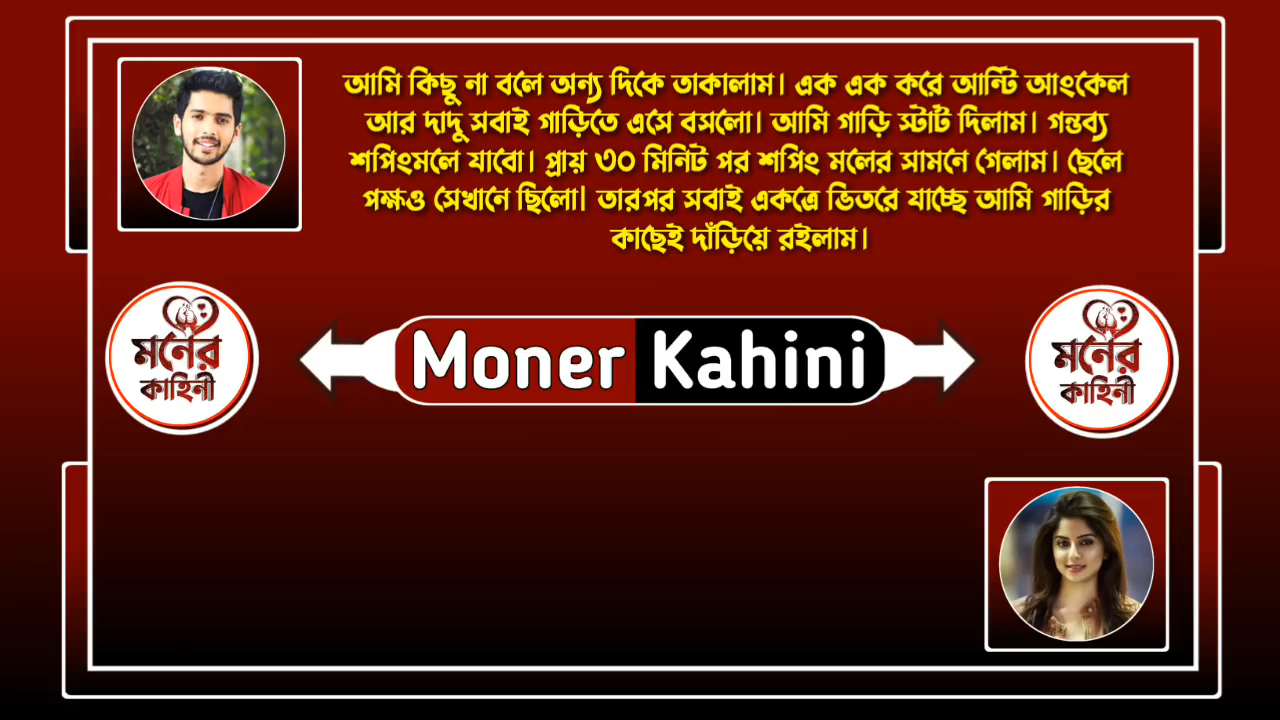 আমি কিছু না বলে অন্য দিকে তাকালাম। এক এক করে আন্টি আংকেল
আর দাদু সবাই গাড়িতে এসে বসলো। আমি গাড়ি স্টার্ট দিলাম। গন্তব্য
শপিংমলে যাবো। প্রায় ৩০ মিনিট পর শপিং মলের সামনে গেলাম। ছেলে
পক্ষও সেখানে ছিলো। তারপর সবাই একত্রে ভিতরে যাচ্ছে আমি গাড়ির
কাছেই দাঁড়িয়ে রইলাম।
মনের
কাহিনী
Moner Kahini
মনের
কাহিনী